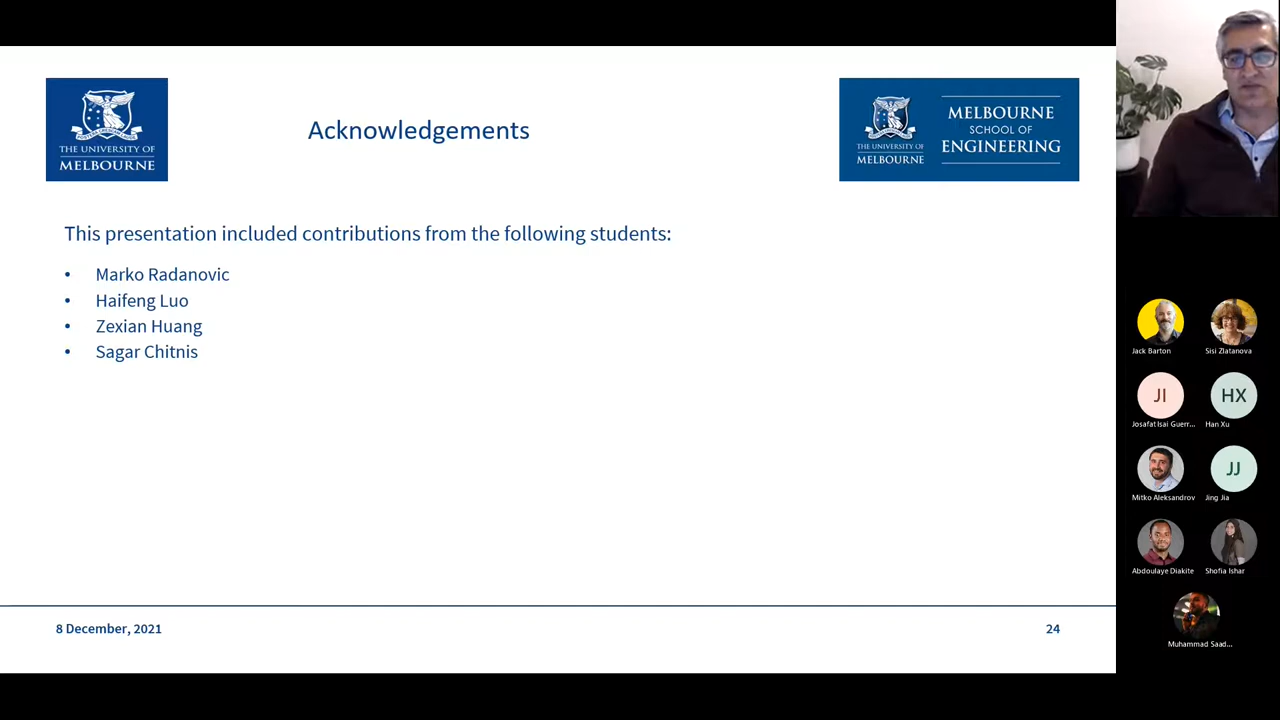 THE UNIVERSITY OF
MELBOURNE
Acknowledgements
THE UNIVERSITY OF
MELBOURNE
MELBOURNE
SCHOOL OF
ENGINEERING
This presentation included contributions from the following students:
• Marko Radanovic
• Haifeng Luo
• Zexian Huang
• Sagar Chitnis
8 December, 2021
24
Jack Barton
Sisi Zlatanova
JI
HX
Josafat Isai Guerr...
Han Xu
JJ
Mitko Aleksandrov
Jing Jia
Abdoulaye Diakite
Shofia Ishar
Muhammad Saad...